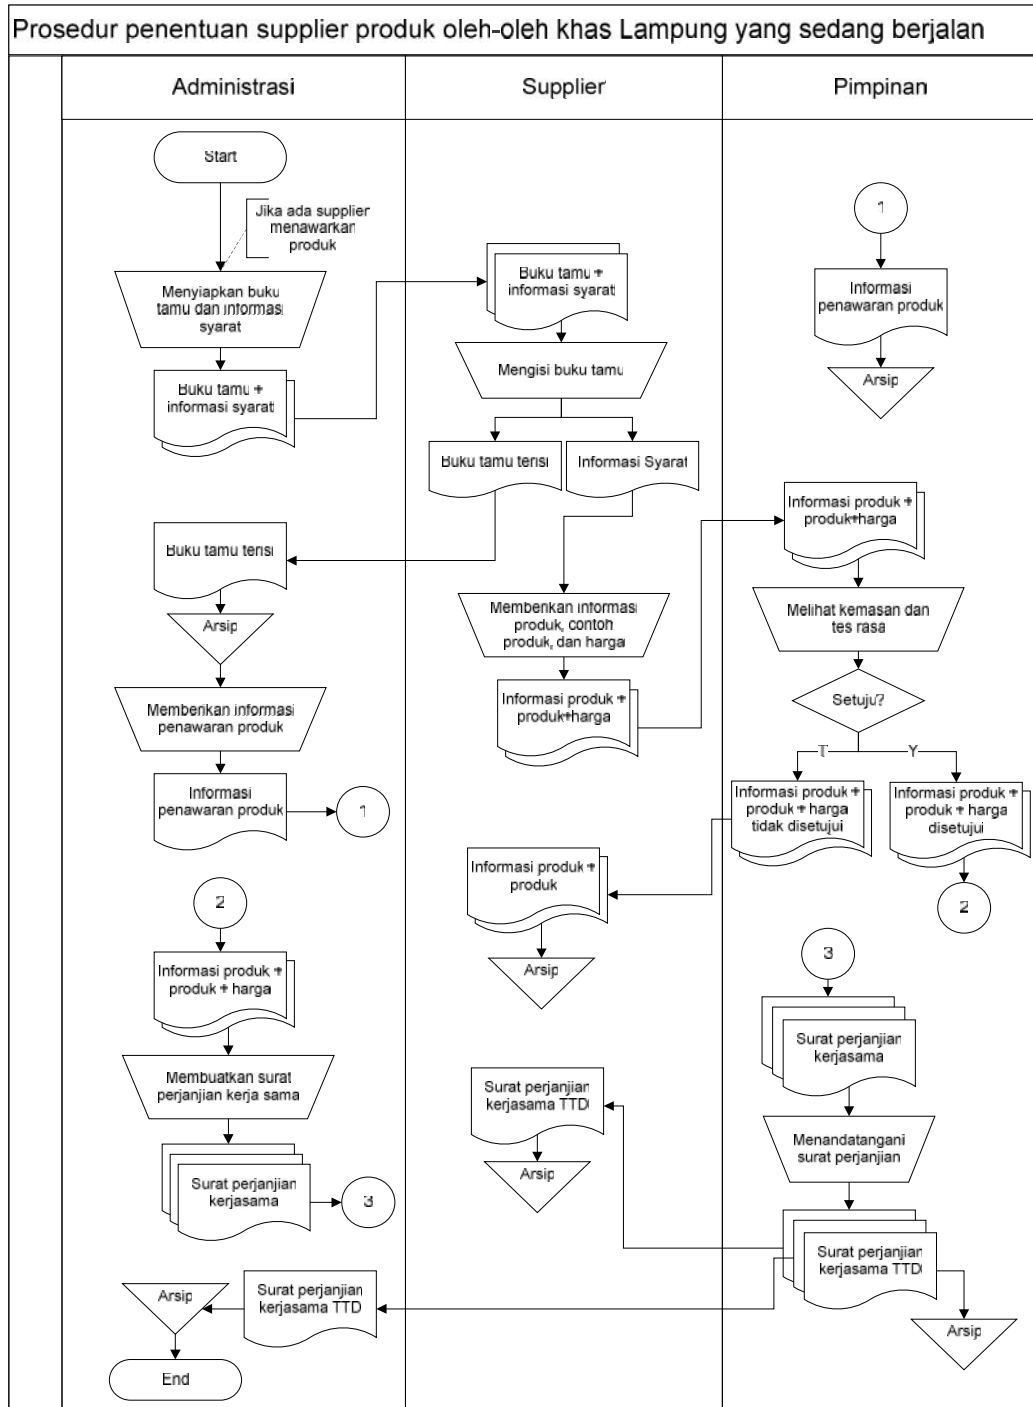 Prosedur penentuan supplier produk oleh-oleh khas Lampung yang sedang berjalan
Administrasi
Supplier
Pimpinan
Start
Jika ada supplier
menawarkan
produk
Menyiapkan buku
tamu dan informasi
syarat
Buku tamu +
informasi syarat
Buku tamu terisi
Arsip
Memberikan informasi
penawaran produk
Informasi
penawaran produk
1
2
Informasi produk +
produk + harga
Membuatkan surat
perjanjian kerja sama
Surat perjanjian
kerjasama
3
Arsip
Surat perjanjian
kerjasama TTD
End
Buku tamu +
informasi syarat
Mengisi buku tamu
Buku tamu terisi
Informasi Syarat
Memberikan informasi
produk, contoh
produk, dan harga
Informasi produk +
produk+harga
Informasi produk +
produk
Arsip
Surat perjanjian
kerjasama TTD
Arsip
1
Informasi
penawaran produk
Arsip
Informasi produk +
produk+harga
Melihat kemasan dan
tes rasa
Setuju?
T
Y
Informasi produk +
produk + harga
tidak disetujui
Informasi produk +
produk + harga
disetujui
2
3
Surat perjanjian
kerjasama
Menandatangani
surat perjanjian
Surat perjanjian
kerjasama TTD
Arsip